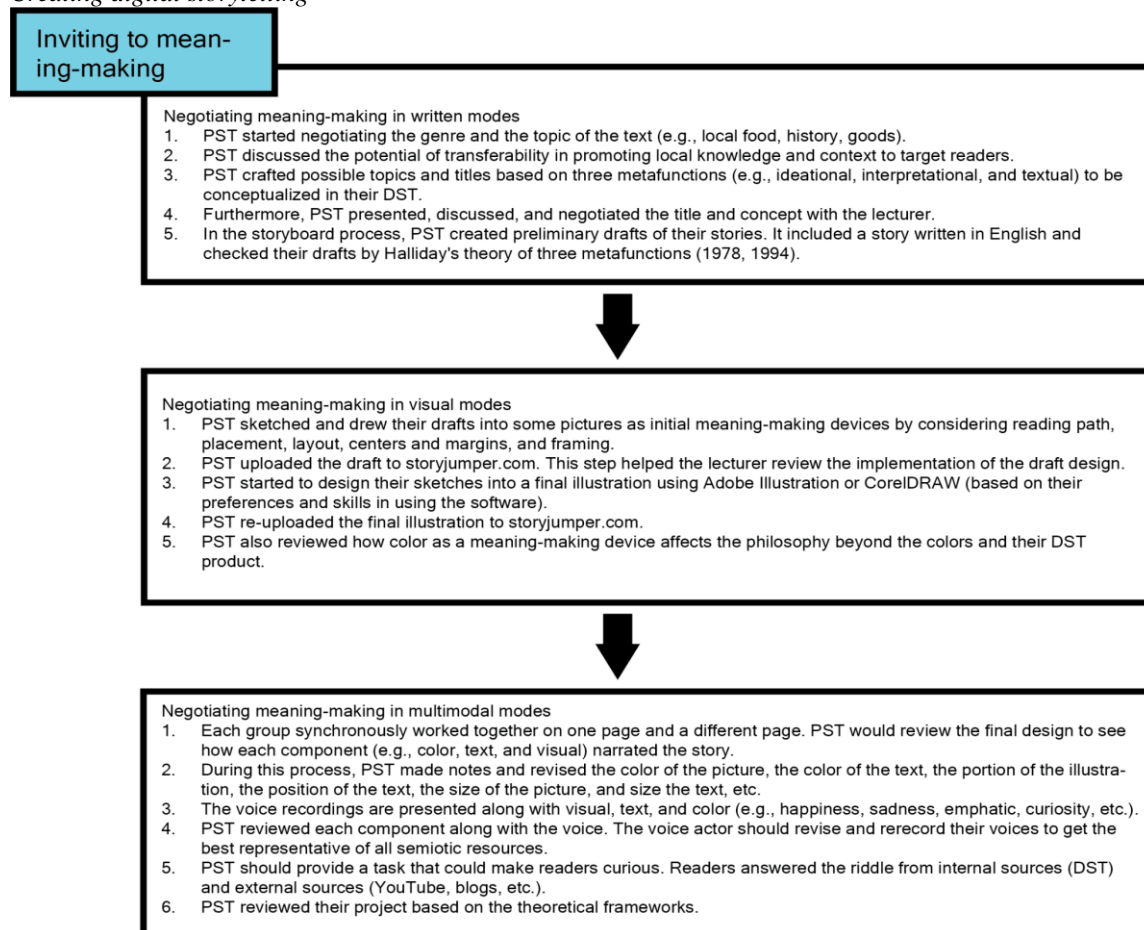 Creating digital storytelling
Inviting to mean-
ing-making
Negotiating meaning-making in written modes
1. PST started negotiating the genre and the topic of the text (e.g., local food, history, goods).
2. PST discussed the potential of transferability in promoting local knowledge and context to target readers.
3. PST crafted possible topics and titles based on three metafunctions (e.g., ideational, interpretational, and textual) to be
conceptualized in their DST.
4. Furthermore, PST presented, discussed, and negotiated the title and concept with the lecturer.
5. In the storyboard process, PST created preliminary drafts of their stories. It included a story written in English and
checked their drafts by Halliday's theory of three metafunctions (1978, 1994).
Negotiating meaning-making in visual modes
1. PST sketched and drew their drafts into some pictures as initial meaning-making devices by considering reading path,
placement, layout, centers and margins, and framing.
2. PST uploaded the draft to storyjumper.com. This step helped the lecturer review the implementation of the draft design.
3. PST started to design their sketches into a final illustration using Adobe Illustration or CorelDRAW (based on their
preferences and skills in using the software).
4. PST re-uploaded the final illustration to storyjumper.com.
5. PST also reviewed how color as a meaning-making device affects the philosophy beyond the colors and their DST
product.
Negotiating meaning-making in multimodal modes
1. Each group synchronously worked together on one page and a different page. PST would review the final design to see
how each component (e.g., color, text, and visual) narrated the story.
2. During this process, PST made notes and revised the color of the picture, the color of the text, the portion of the illustra-
tion, the position of the text, the size of the picture, and size the text, etc.
3. The voice recordings are presented along with visual, text, and color (e.g., happiness, sadness, emphatic, curiosity, etc.).
4. PST reviewed each component along with the voice. The voice actor should revise and rerecord their voices to get the
best representative of all semiotic resources.
5. PST should provide a task that could make readers curious. Readers answered the riddle from internal sources (DST)
and external sources (YouTube, blogs, etc.).
6. PST reviewed their project based on the theoretical frameworks.